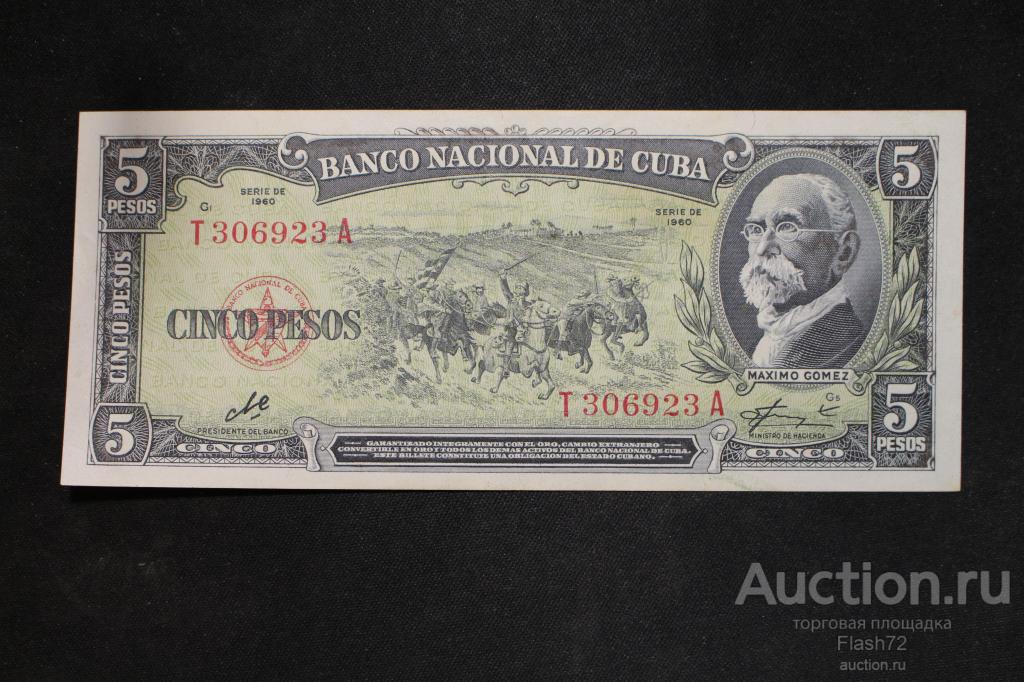 BANCO NACIONAL DE CUBA
5
PESOS
5
SERIE DE
1960
G1
T 306923 A
SERIE DE
1960
CINCO PESOS
BANCO NACIONAL DE CUBA
CINCO PESOS
MAXIMO GOMEZ
T 306923 A
G5
Che
PRESIDENTE DEL BANCO
MINISTRO DE HACIENDA
5
CINCO
GARANTIZADO INTEGRAMENTE CON EL ORO, CAMBIO EXTRANJERO
CONVERTIBLE EN ORO Y TODOS LOS DEMAS ACTIVOS DEL BANCO NACIONAL DE CUBA.
ESTE BILLETE CONSTITUYE UNA OBLIGACION DEL ESTADO CUBANO.
CINCO
5
PESOS
Auction.ru
торговая площадка
Flash72
auction.ru